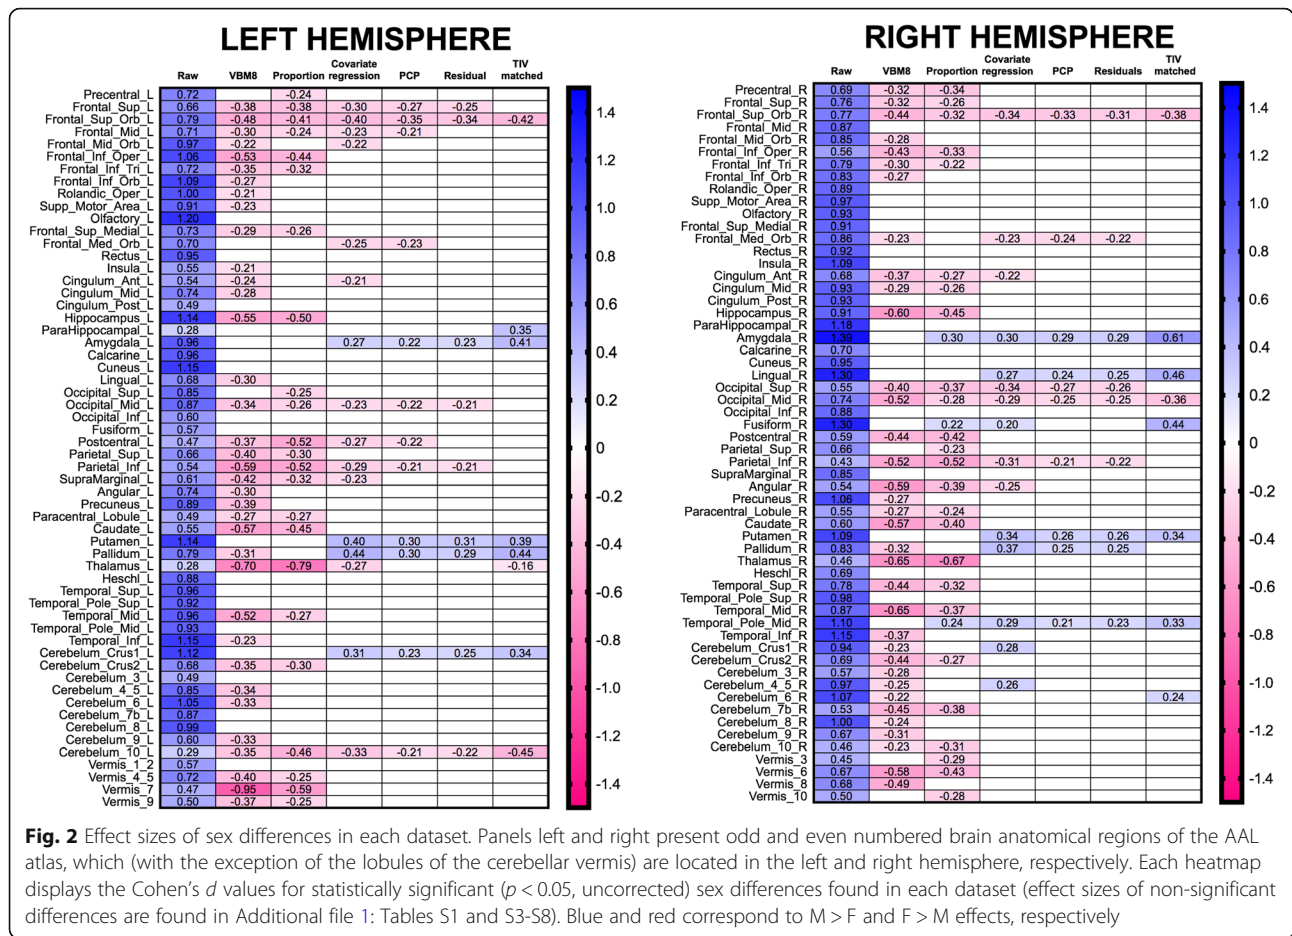 LEFT HEMISPHERE
Raw VBM8 Proportion Covariate regression PCP Residual TIV matched
Precentral_L 0.72 -0.24
Frontal_Sup_L 0.66 -0.38 -0.38 -0.30 -0.27 -0.25
Frontal_Sup_Orb_L 0.79 -0.48 -0.41 -0.40 -0.35 -0.34 -0.42
Frontal_Mid_L 0.71 -0.30 -0.24 -0.23 -0.21
Frontal_Mid_Orb_L 0.97 -0.22 -0.22
Frontal_Inf_Oper_L 1.06 -0.53 -0.44
Frontal_Inf_Tri_L 0.72 -0.35 -0.32
Frontal_Inf_Orb_L 1.09 -0.27
Rolandic_Oper_L 1.00 -0.21
Supp_Motor_Area_L 0.91 -0.23
Olfactory_L 1.20
Frontal_Sup_Medial_L 0.73 -0.29 -0.26
Frontal_Med_Orb_L 0.70 -0.25 -0.23
Rectus_L 0.95
Insula_L 0.55 -0.21
Cingulum_Ant_L 0.54 -0.24 -0.21
Cingulum_Mid_L 0.74 -0.28
Cingulum_Post_L 0.49
Hippocampus_L 1.14 -0.55 -0.50
ParaHippocampal_L 0.28 0.35
Amygdala_L 0.96 0.27 0.22 0.23 0.41
Calcarine_L 0.96
Cuneus_L 1.15
Lingual_L 0.68 -0.30
Occipital_Sup_L 0.85 -0.25
Occipital_Mid_L 0.87 -0.34 -0.26 -0.23 -0.22 -0.21
Occipital_Inf_L 0.60
Fusiform_L 0.57
Postcentral_L 0.47 -0.37 -0.52 -0.27 -0.22
Parietal_Sup_L 0.66 -0.40 -0.30
Parietal_Inf_L 0.54 -0.59 -0.52 -0.29 -0.21 -0.21
SupraMarginal_L 0.61 -0.42 -0.32 -0.23
Angular_L 0.74 -0.30
Precuneus_L 0.89 -0.39
Paracentral_Lobule_L 0.49 -0.27 -0.27
Caudate_L 0.55 -0.57 -0.45
Putamen_L 1.14 0.40 0.30 0.31 0.39
Pallidum_L 0.79 -0.31 0.44 0.30 0.29 0.44
Thalamus_L 0.28 -0.70 -0.79 -0.27 -0.16
Heschl_L 0.88
Temporal_Sup_L 0.96
Temporal_Pole_Sup_L 0.92
Temporal_Mid_L 0.96 -0.52 -0.27
Temporal_Pole_Mid_L 0.93
Temporal_Inf_L 1.15 -0.23
Cerebelum_Crus1_L 1.12 0.31 0.23 0.25 0.34
Cerebelum_Crus2_L 0.68 -0.35 -0.30
Cerebelum_3_L 0.49
Cerebelum_4_5_L 0.85 -0.34
Cerebelum_6_L 1.05 -0.33
Cerebelum_7b_L 0.87
Cerebelum_8_L 0.99
Cerebelum_9_L 0.60 -0.33
Cerebelum_10_L 0.29 -0.35 -0.46 -0.33 -0.21 -0.22 -0.45
Vermis_1_2 0.57
Vermis_4_5 0.72 -0.40 -0.25
Vermis_7 0.47 -0.95 -0.59
Vermis_9 0.50 -0.37 -0.25
1.4
1.2
1.0
0.8
0.6
0.4
0.2
0
-0.2
-0.4
-0.6
-0.8
-1.0
-1.2
-1.4
RIGHT HEMISPHERE
Raw VBM8 Proportion Covariate regression PCP Residuals TIV matched
Precentral_R 0.69 -0.32 -0.34
Frontal_Sup_R 0.76 -0.32 -0.26
Frontal_Sup_Orb_R 0.77 -0.44 -0.32 -0.34 -0.33 -0.31 -0.38
Frontal_Mid_R 0.87
Frontal_Mid_Orb_R 0.85 -0.28
Frontal_Inf_Oper_R 0.56 -0.43 -0.33
Frontal_Inf_Tri_R 0.79 -0.30 -0.22
Frontal_Inf_Orb_R 0.83 -0.27
Rolandic_Oper_R 0.89
Supp_Motor_Area_R 0.97
Olfactory_R 0.93
Frontal_Sup_Medial_R 0.91
Frontal_Med_Orb_R 0.86 -0.23 -0.23 -0.24 -0.22
Rectus_R 0.92
Insula_R 1.09
Cingulum_Ant_R 0.68 -0.37 -0.27 -0.22
Cingulum_Mid_R 0.93 -0.29 -0.26
Cingulum_Post_R 0.93
Hippocampus_R 0.91 -0.60 -0.45
ParaHippocampal_R 1.18
Amygdala_R 1.39 0.30 0.30 0.29 0.29 0.61
Calcarine_R 0.70
Cuneus_R 0.95
Lingual_R 1.30 0.27 0.24 0.25 0.46
Occipital_Sup_R 0.55 -0.40 -0.37 -0.34 -0.27 -0.26
Occipital_Mid_R 0.74 -0.52 -0.28 -0.29 -0.25 -0.25 -0.36
Occipital_Inf_R 0.88
Fusiform_R 1.30 0.22 0.20 0.44
Postcentral_R 0.59 -0.44 -0.42
Parietal_Sup_R 0.66 -0.23
Parietal_Inf_R 0.43 -0.52 -0.52 -0.31 -0.21 -0.22
SupraMarginal_R 0.85
Angular_R 0.54 -0.59 -0.39 -0.25
Precuneus_R 1.06 -0.27
Paracentral_Lobule_R 0.55 -0.27 -0.24
Caudate_R 0.60 -0.57 -0.40
Putamen_R 1.09 0.34 0.26 0.26 0.34
Pallidum_R 0.83 -0.32 0.37 0.25 0.25
Thalamus_R 0.46 -0.65 -0.67
Heschl_R 0.69
Temporal_Sup_R 0.78 -0.44 -0.32
Temporal_Pole_Sup_R 0.98
Temporal_Mid_R 0.87 -0.65 -0.37
Temporal_Pole_Mid_R 1.10 0.24 0.29 0.21 0.23 0.33
Temporal_Inf_R 1.15 -0.37
Cerebelum_Crus1_R 0.94 -0.23 0.28
Cerebelum_Crus2_R 0.69 -0.44 -0.27
Cerebelum_3_R 0.57 -0.28
Cerebelum_4_5_R 0.97 -0.25 0.26
Cerebelum_6_R 1.07 -0.22 0.24
Cerebelum_7b_R 0.53 -0.45 -0.38
Cerebelum_8_R 1.00 -0.24
Cerebelum_9_R 0.67 -0.31
Cerebelum_10_R 0.46 -0.23 -0.31
Vermis_3 0.45 -0.29
Vermis_6 0.67 -0.58 -0.43
Vermis_8 0.68 -0.49
Vermis_10 0.50 -0.28
1.4
1.2
1.0
0.8
0.6
0.4
0.2
0
-0.2
-0.4
-0.6
-0.8
-1.0
-1.2
-1.4
Fig. 2 Effect sizes of sex differences in each dataset. Panels left and right present odd and even numbered brain anatomical regions of the AAL
atlas, which (with the exception of the lobules of the cerebellar vermis) are located in the left and right hemisphere, respectively. Each heatmap
displays the Cohen's d values for statistically significant (p < 0.05, uncorrected) sex differences found in each dataset (effect sizes of non-significant
differences are found in Additional file 1: Tables S1 and S3-S8). Blue and red correspond to M > F and F > M effects, respectively